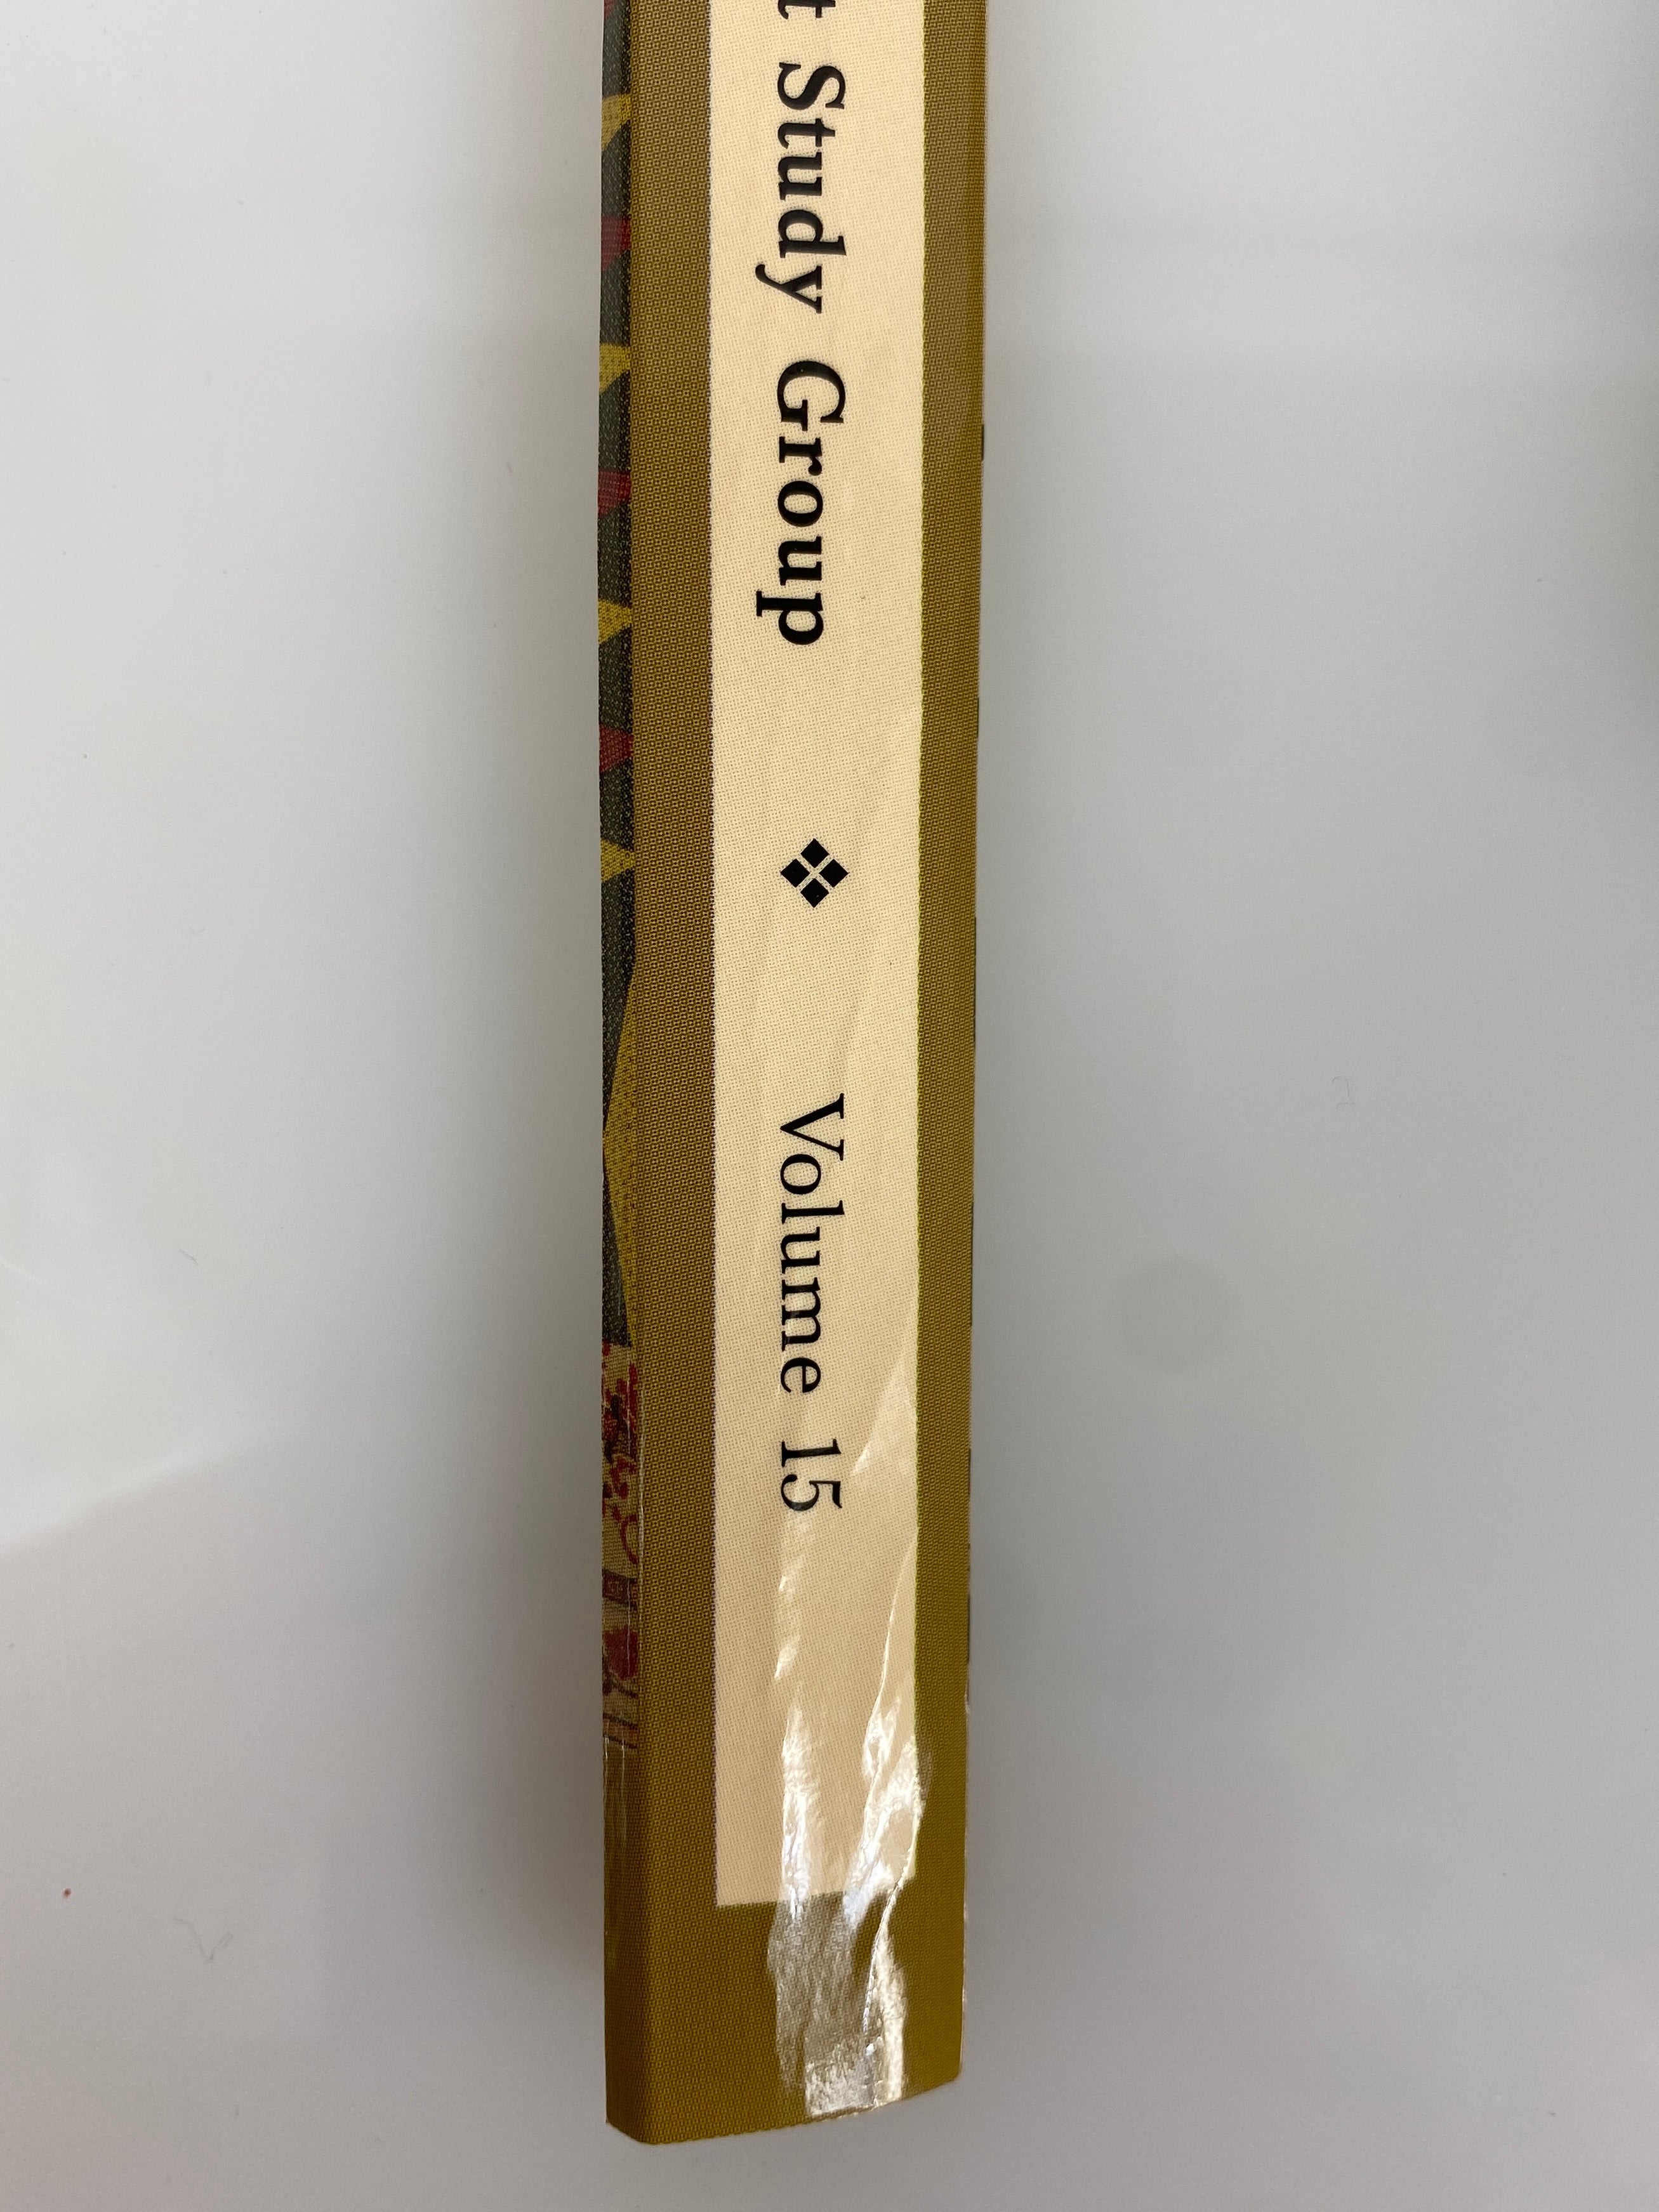 t Study Group ❖ Volume 15